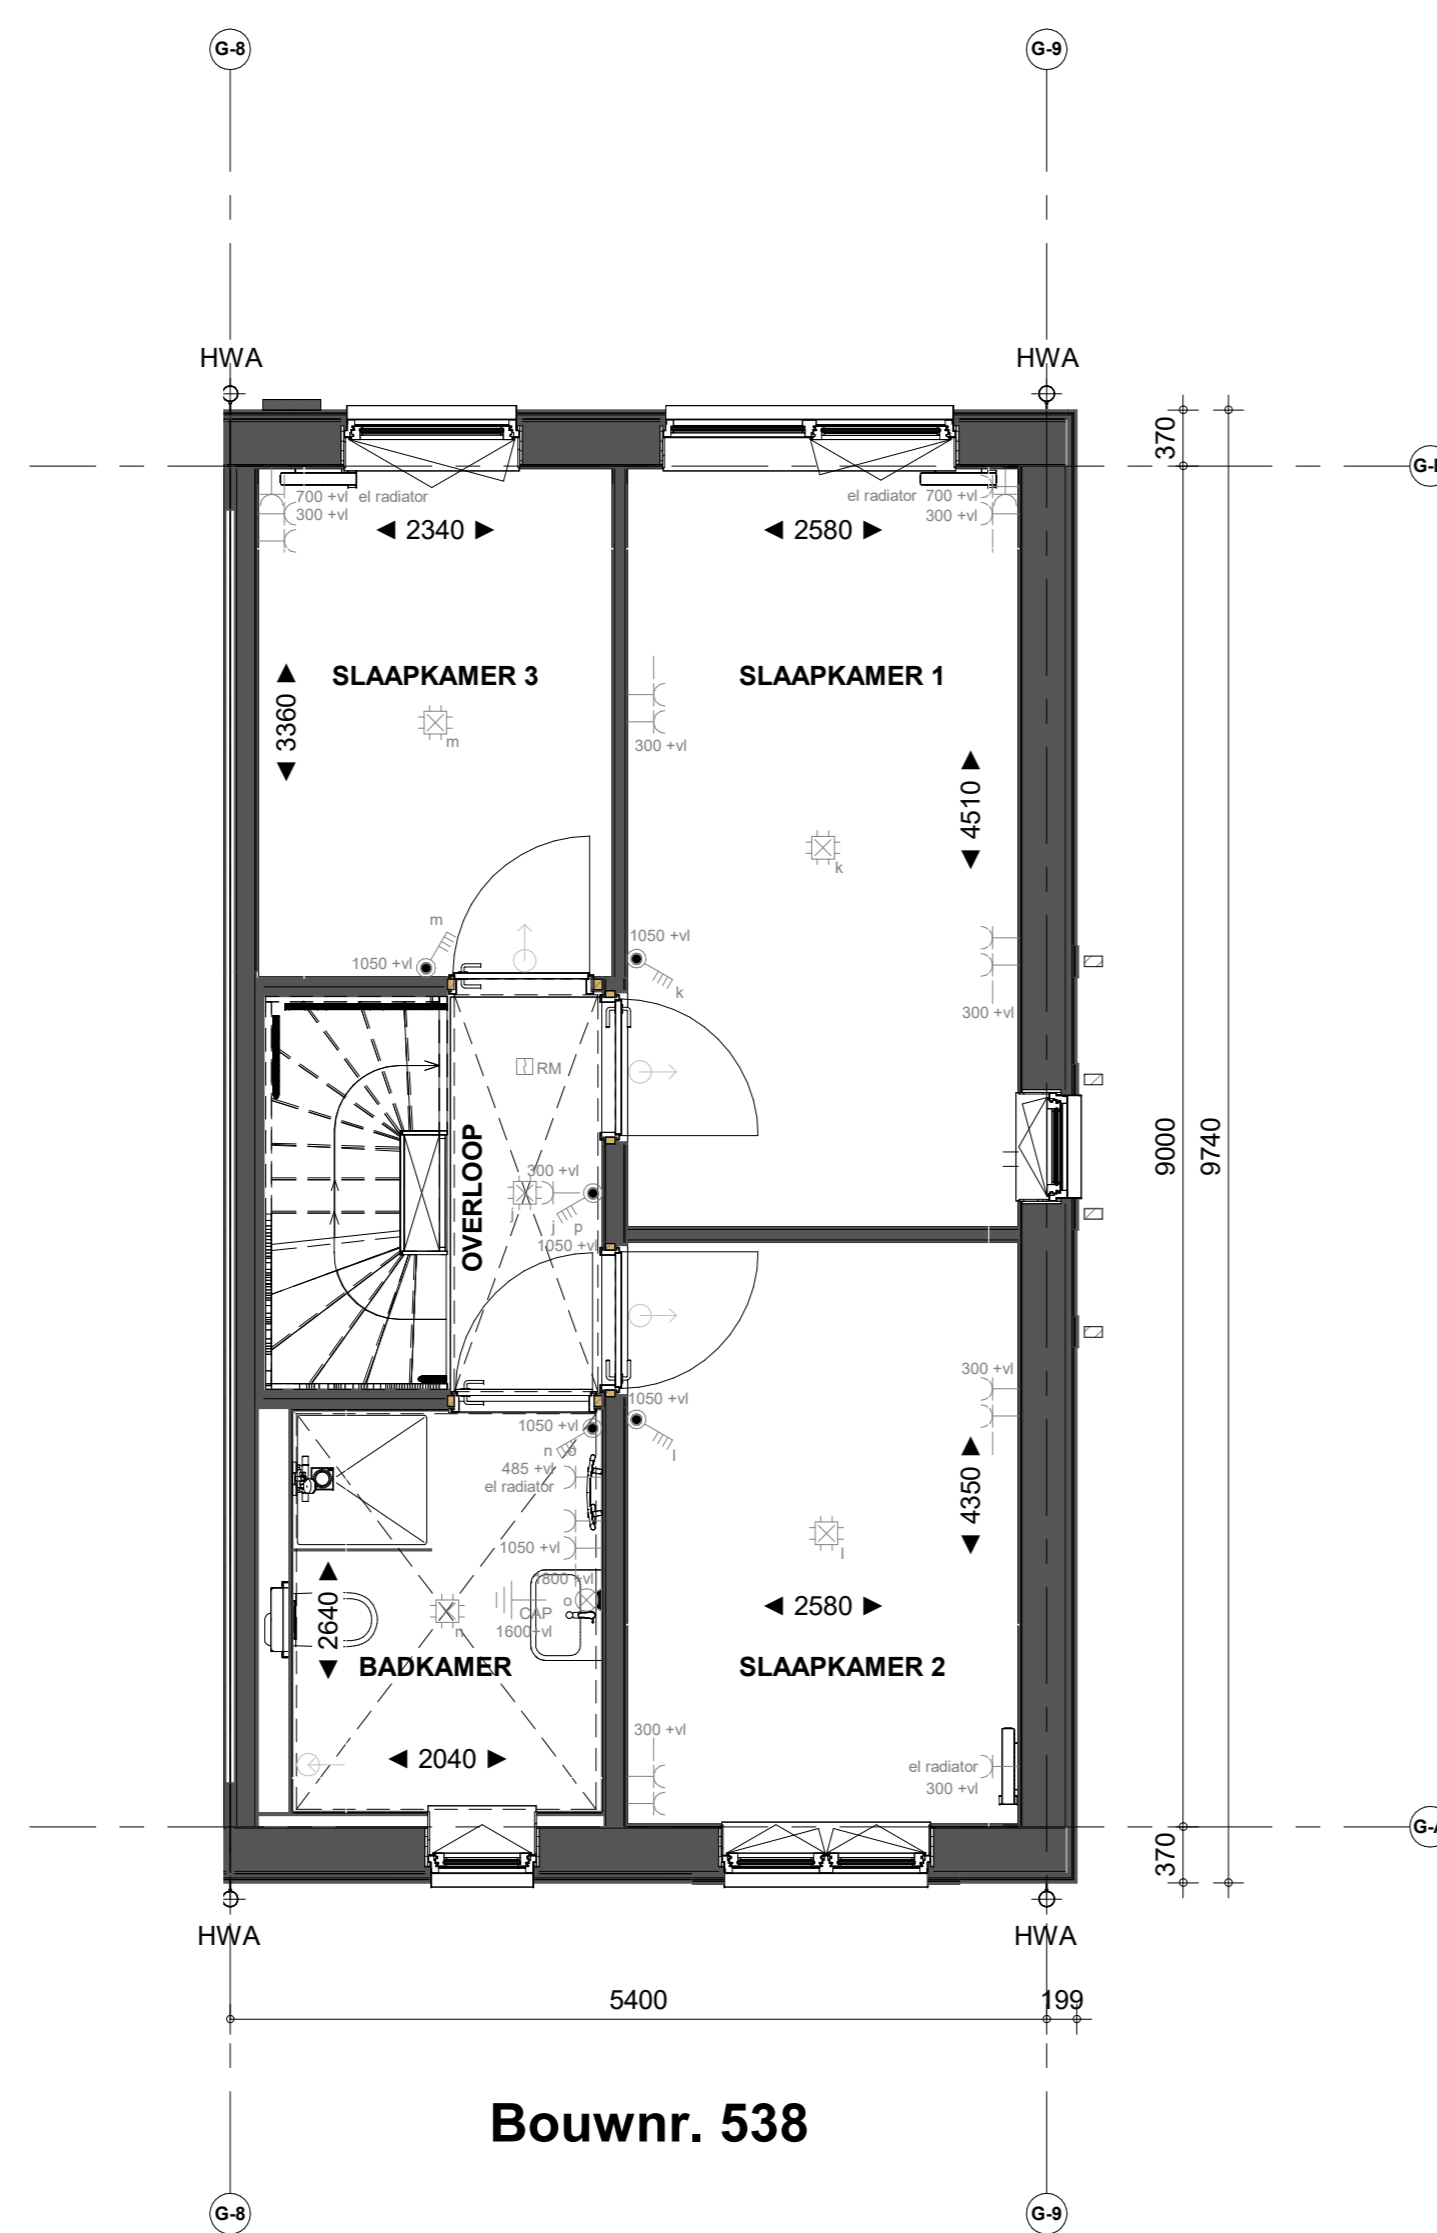 G-8
G-9
HWA
HWA
370
700 +vl
el radiator
300 +vl
el radiator
700 +vl
300 +vl
2340
2580
SLAAPKAMER 3
SLAAPKAMER 1
3360
m
300 +vl
4510
k
m
1050 +vl
1050 +vl
k
300 +vl
RM
OVERLOOP
300 +vl
j
j
p
1050 +vl
9000
9740
300 +vl
1050 +vl
l
1050 +vl
n
485 +vl
el radiator
4350
1050 +vl
1800 +vl
l
2640
o
CAP
n
1600+vl
2580
BADKAMER
SLAAPKAMER 2
300 +vl
2040
el radiator
300 +vl
370
HWA
HWA
5400
199
Bouwnr. 538
G-8
G-9